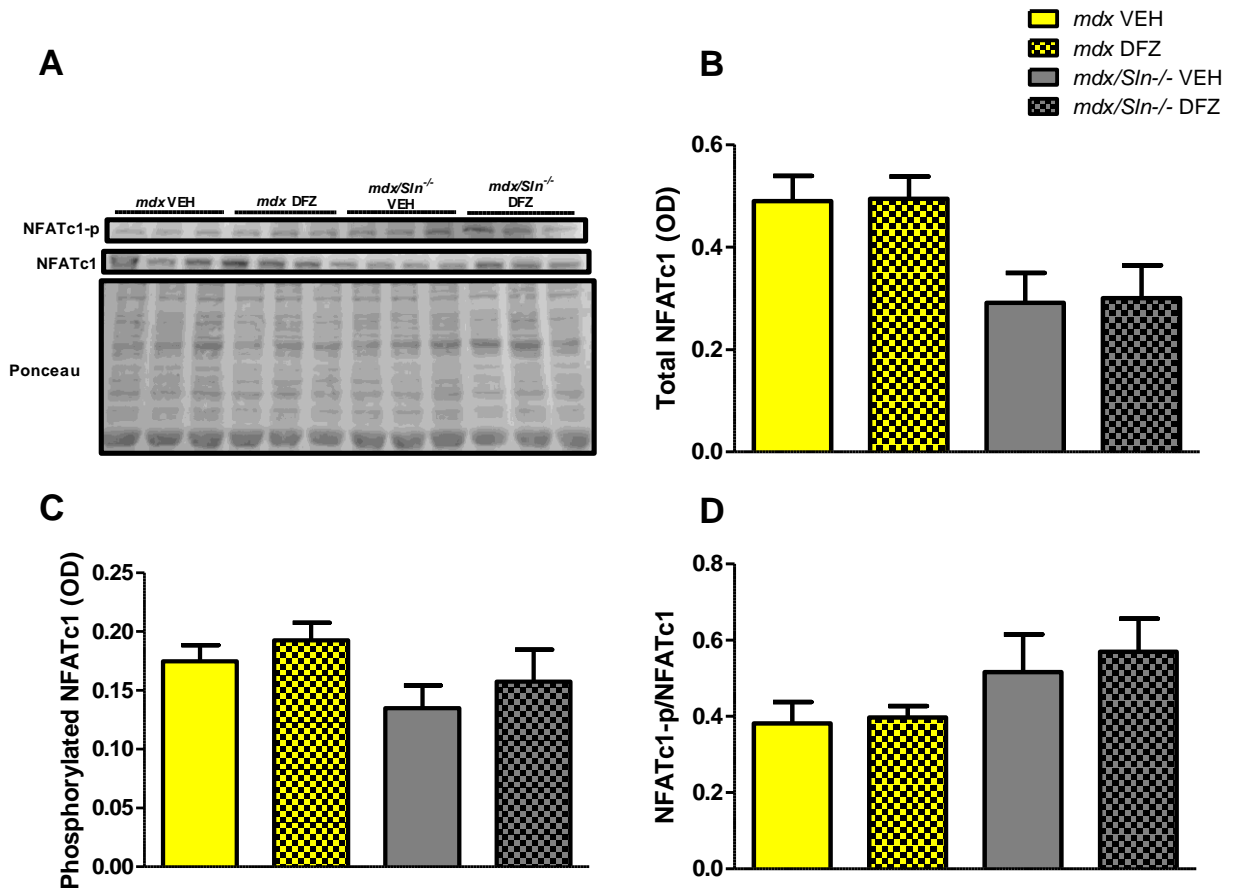 mdx VEH
mdx DFZ
mdx/Sln-/- VEH
mdx/Sln-/- DFZ
A
mdx VEH
mdx DFZ
mdx/Sln-/-
VEH
mdx/Sln-/-
DFZ
NFATc1-p
NFATc1
Ponceau
B
Total NFATc1 (OD)
0.6
0.4
0.2
0.0
C
Phosphorylated NFATc1 (OD)
0.25
0.20
0.15
0.10
0.05
0.00
D
NFATc1-p/NFATc1
0.8
0.6
0.4
0.2
0.0